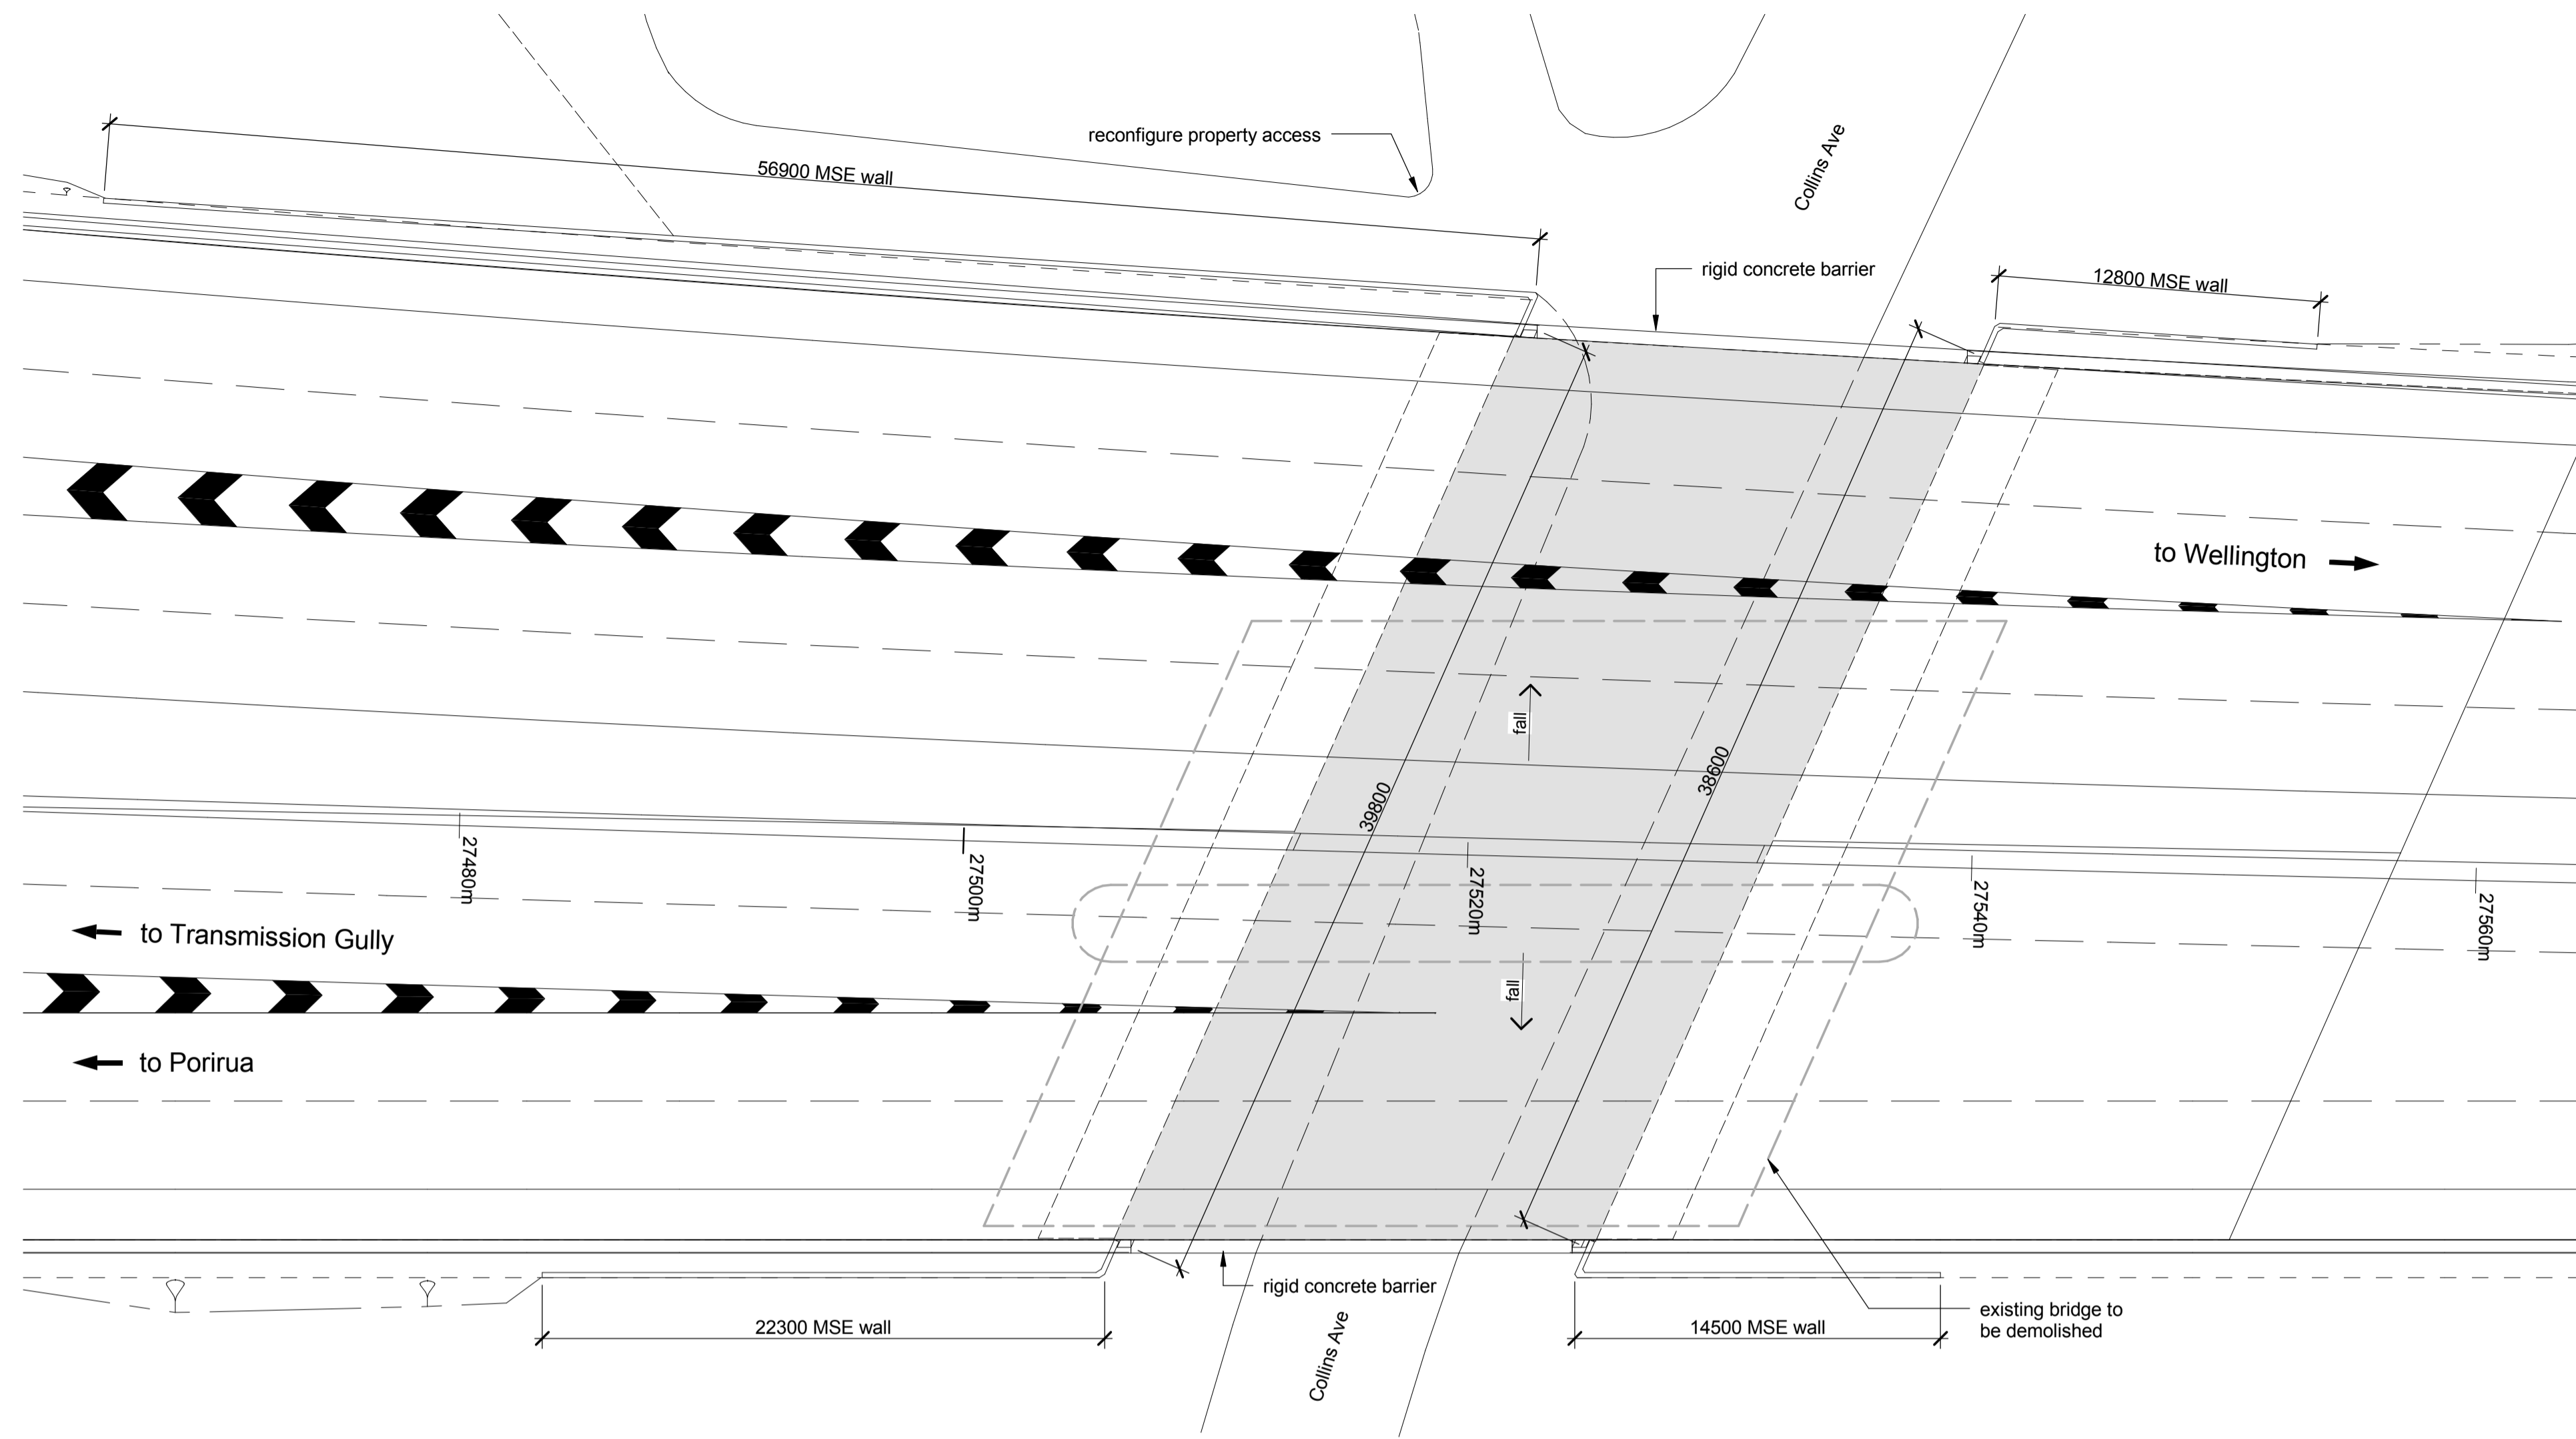 reconfigure property access
56900 MSE wall
Collins Ave
rigid concrete barrier
12800 MSE wall
to Wellington
fall
38600
39800
27480m
27500m
27520m
27540m
27560m
to Transmission Gully
fall
to Porirua
rigid concrete barrier
existing bridge to
be demolished
22300 MSE wall
14500 MSE wall
Collins Ave